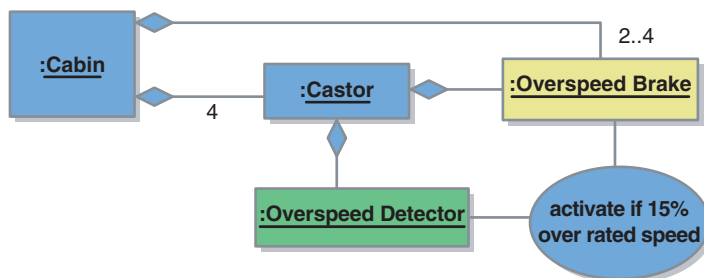 :Cabin
2..4
:Castor
:Overspeed Brake
4
:Overspeed Detector
activate if 15%
over rated speed